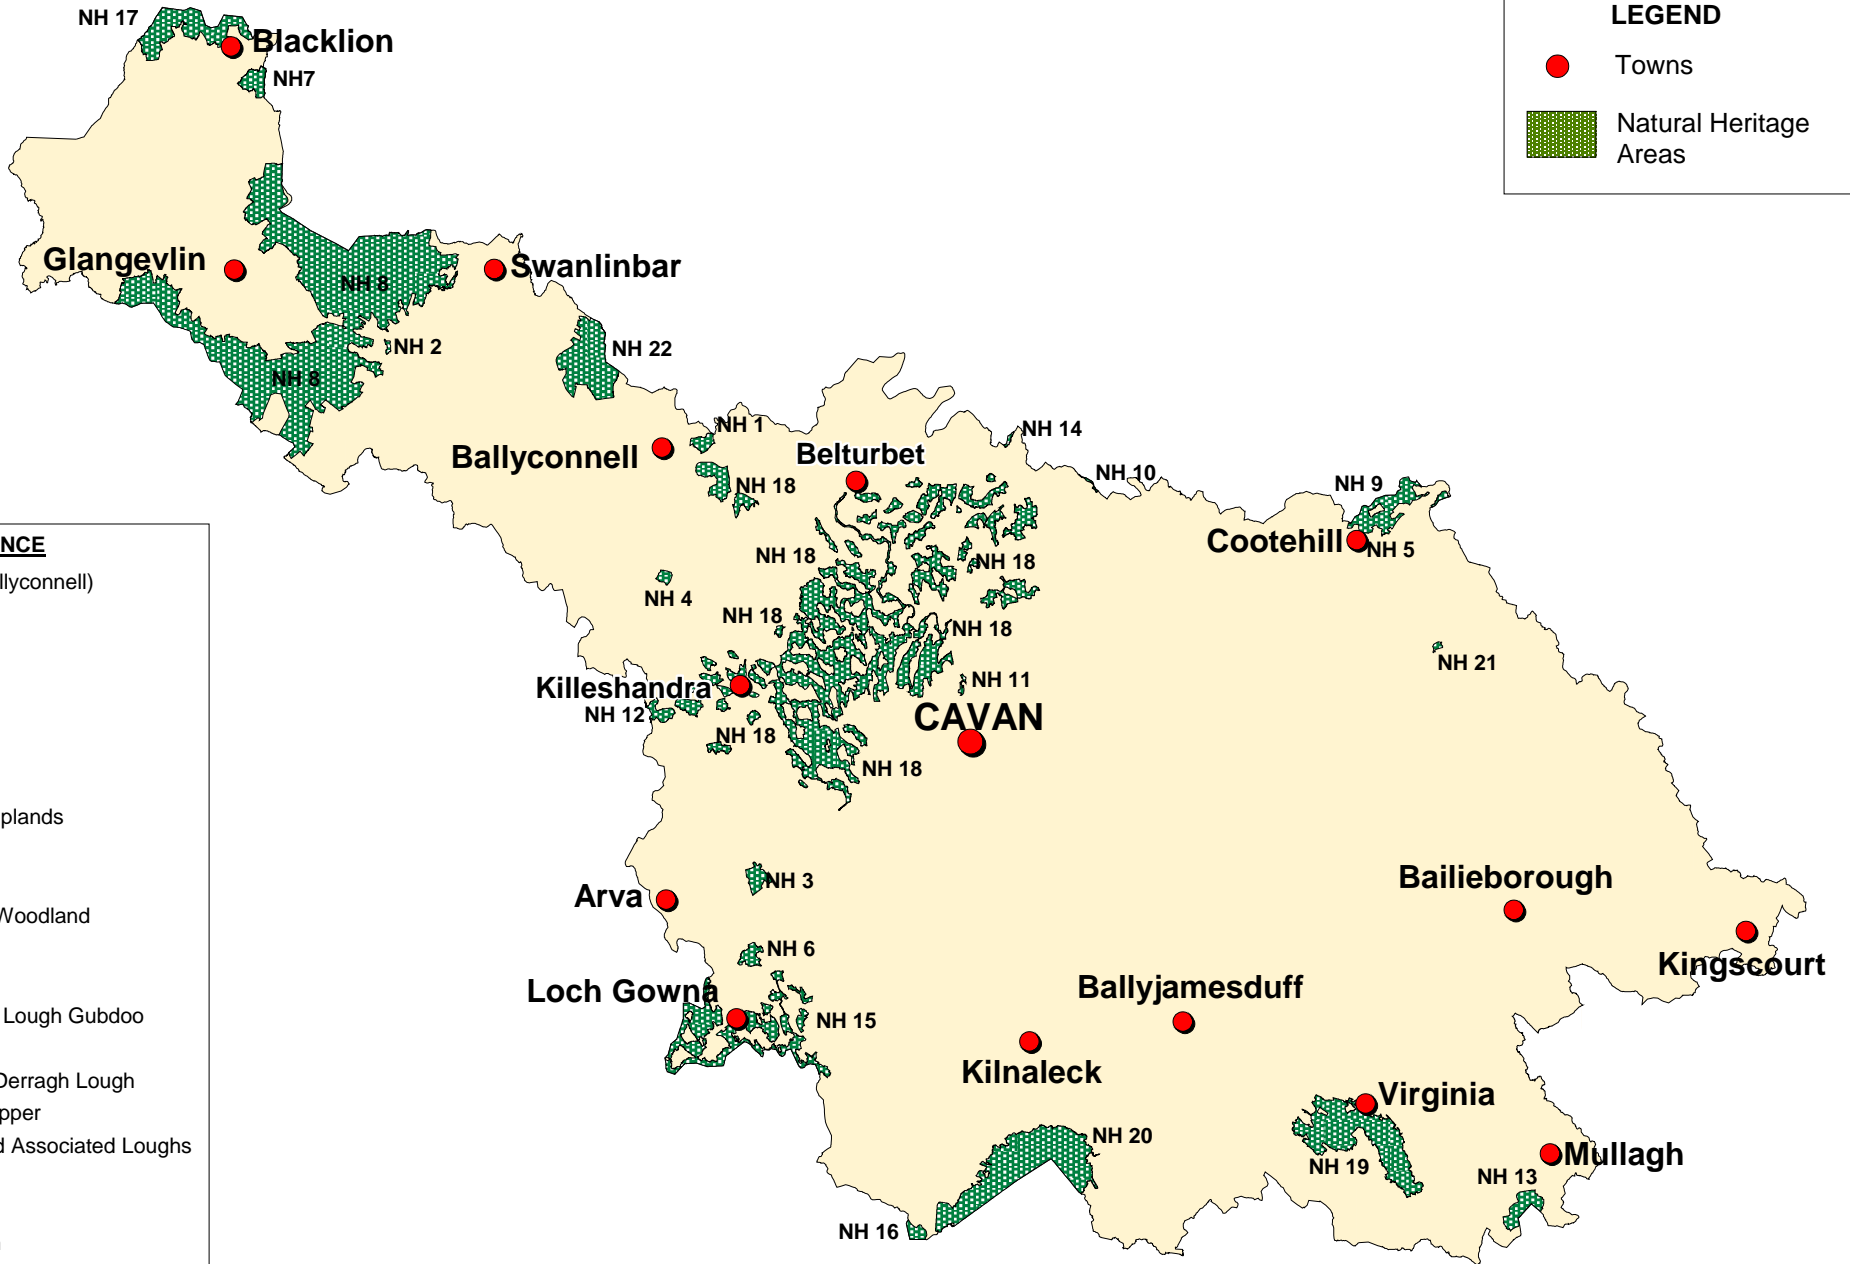 LEGEND
Towns
Natural Heritage
Areas
NH 17
Blacklion
NH7
Glangevlin
NH 8
Swanlinbar
NH 2
NH 22
NH 8
NH 1
Ballyconnell
Belturbet
NH 14
NH 18
NH 10
NH 9
Cootehill
NH 5
NH 18
NH 18
NH 4
NH 18
NH 18
NH 21
Killeshandra
NH 11
NH 12
CAVAN
NH 18
NH 18
Arva
NH 3
Bailieborough
NH 6
Kingscourt
Loch Gowna
NH 15
Ballyjamesduff
Kilnaleck
Virginia
NH 20
NH 19
Mullagh
NH 13
NH 16
NCE
llyconnell)
plands
Woodland
Lough Gubdoo
Derragh Lough
pper
d Associated Loughs